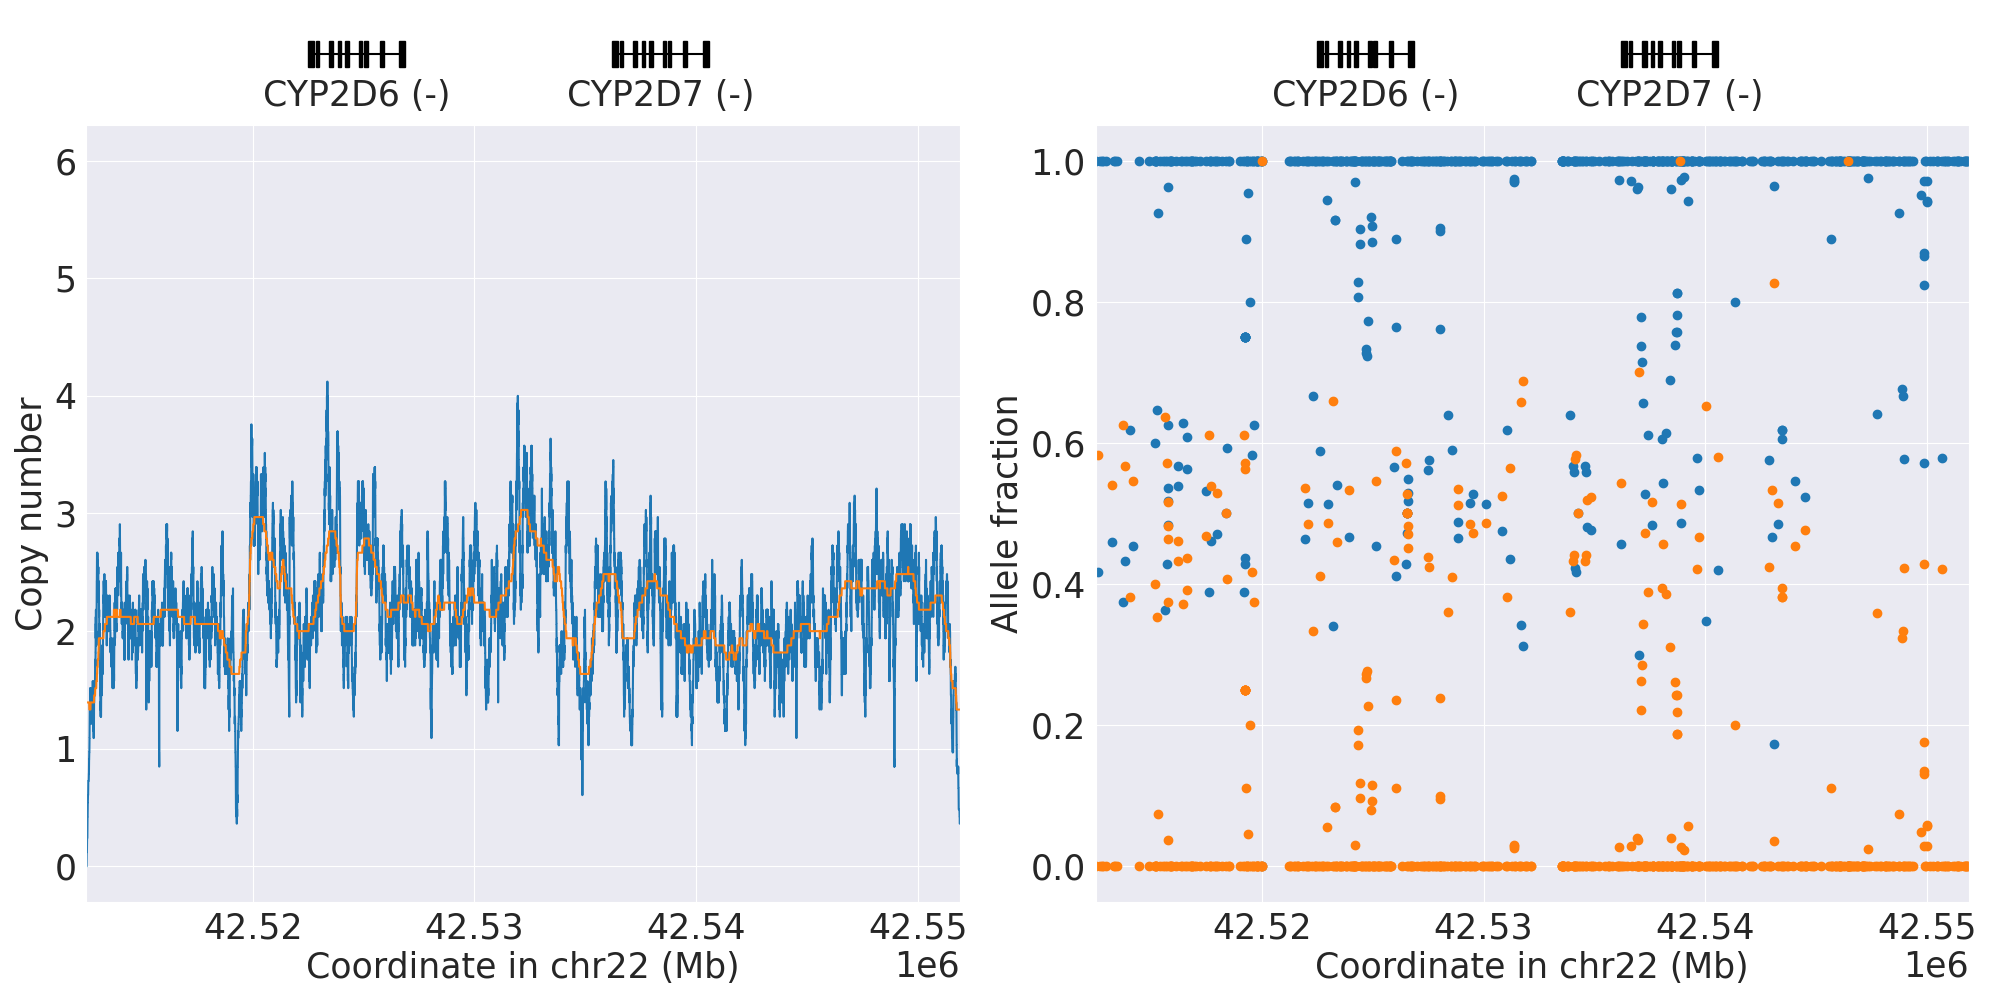 CYP2D6 (-) CYP2D7 (-)
6
5
4
3
2
1
0
Copy number
42.52 42.53 42.54 42.55
Coordinate in chr22 (Mb) 1e6
CYP2D6 (-) CYP2D7 (-)
1.0
0.8
0.6
0.4
0.2
0.0
Allele fraction
42.52 42.53 42.54 42.55
Coordinate in chr22 (Mb) 1e6